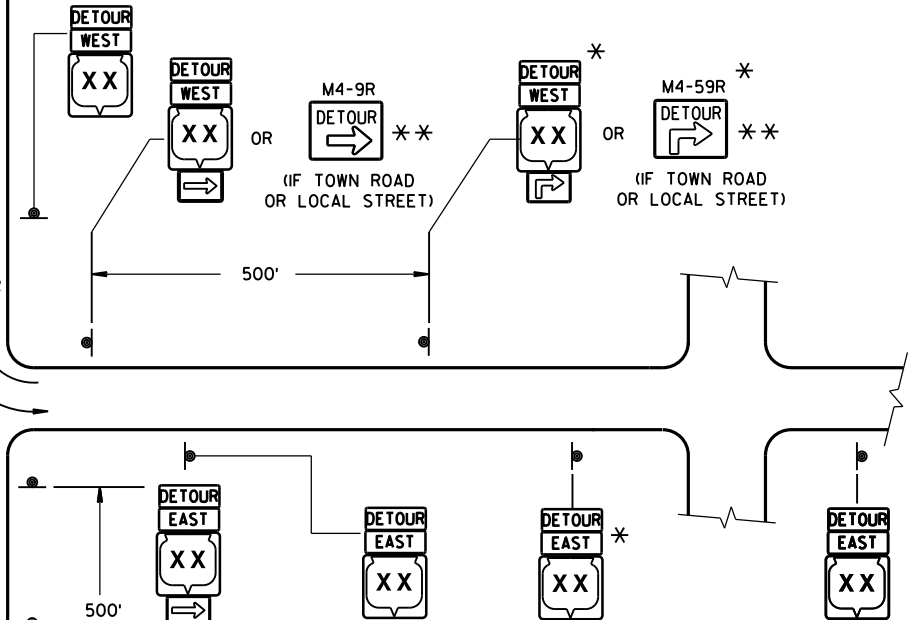 DETOUR
WEST
XX
DETOUR
WEST
XX
OR
M4-9R
DETOUR
**
(IF TOWN ROAD
OR LOCAL STREET)
DETOUR
*
WEST
XX
OR
M4-59R
*
DETOUR
**
(IF TOWN ROAD
OR LOCAL STREET)
500'
DETOUR
EAST
XX
500'
DETOUR
EAST
XX
DETOUR
EAST
*
XX
DETOUR
EAST
XX